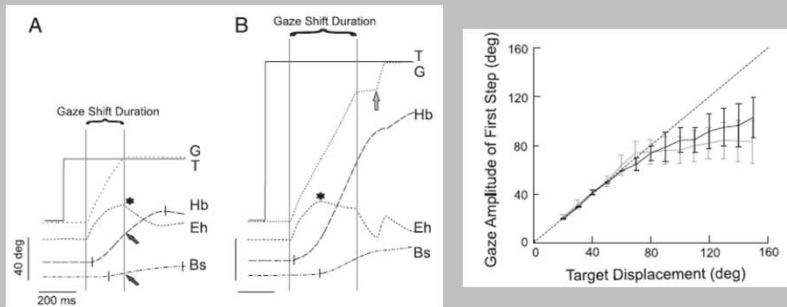 A
B
Gaze Shift Duration
Gaze Shift Duration
T
G
Hb
Eh
Bs
G
T
Hb
Eh
Bs
40 deg
200 ms
Gaze Amplitude of First Step (deg)
160
120
80
40
0
0
40
80
120
160
Target Displacement (deg)